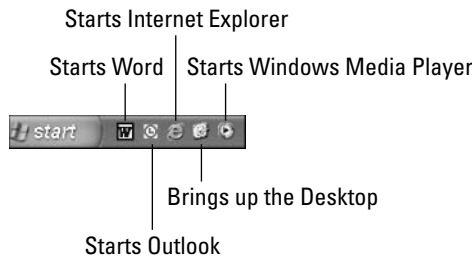 Starts Internet Explorer
Starts Word Starts Windows Media Player
start W
Brings up the Desktop
Starts Outlook